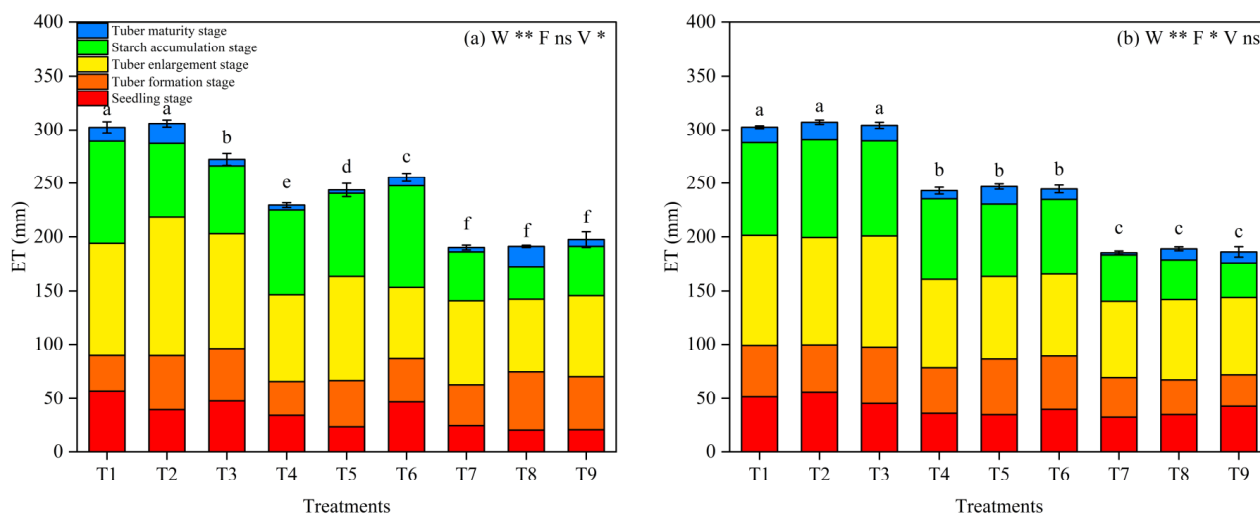 400
350
300
250
200
150
100
50
0
ET (mm)
Tuber maturity stage
Starch accumulation stage
Tuber enlargement stage
Tuber formation stage
Seedling stage
(a) W ** F ns V *
a a b e d c f f f
T1 T2 T3 T4 T5 T6 T7 T8 T9
Treatments
400
350
300
250
200
150
100
50
0
ET (mm)
(b) W ** F * V ns
a a a b b b c c c
T1 T2 T3 T4 T5 T6 T7 T8 T9
Treatments